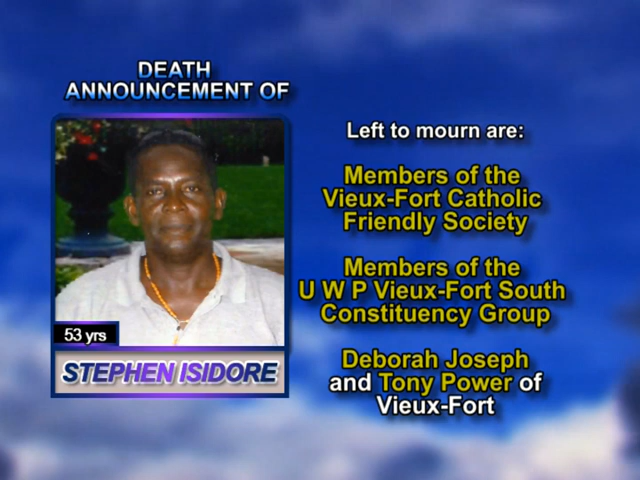 DEATH
ANNOUNCEMENT OF
53 yrs
STEPHEN ISIDORE
Left to mourn are:
Members of the
Vieux-Fort Catholic
Friendly Society
Members of the
U W P Vieux-Fort South
Constituency Group
Deborah Joseph
and Tony Power of
Vieux-Fort